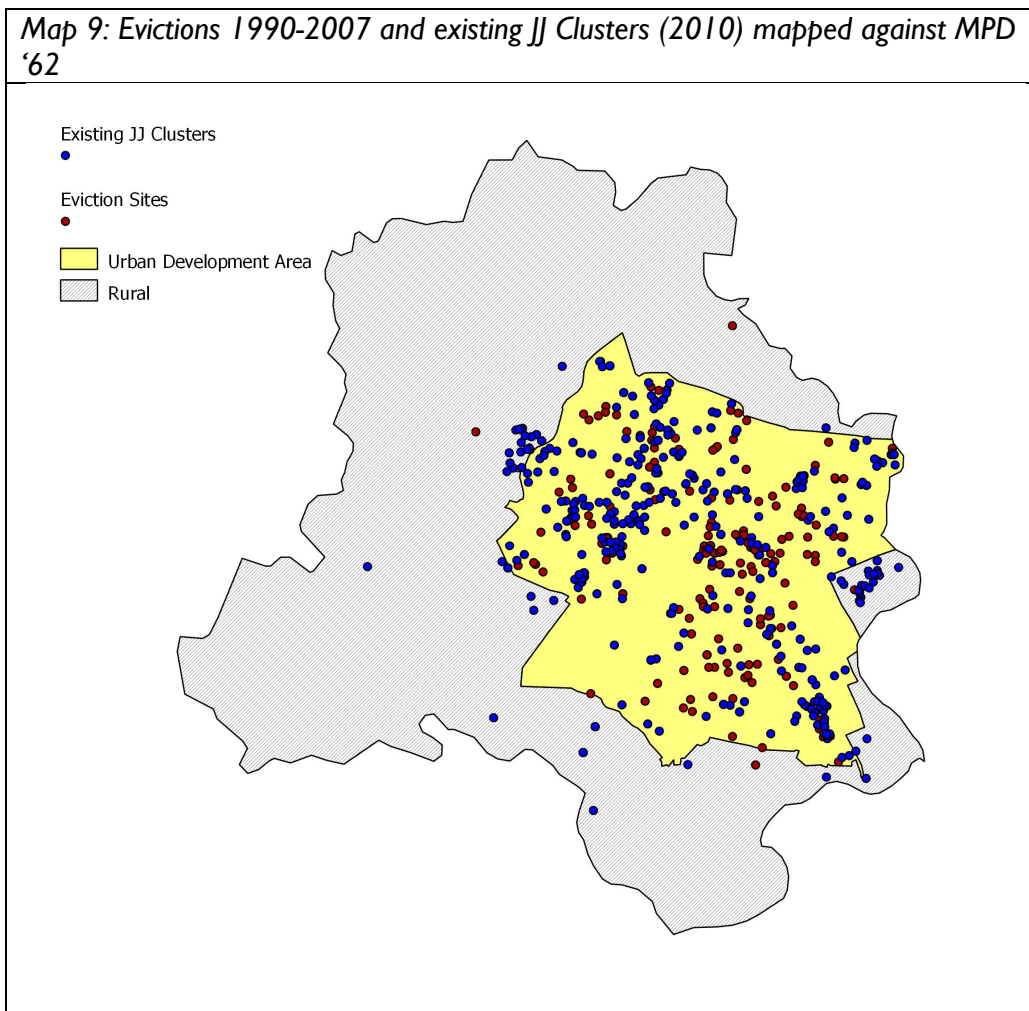 Map 9: Evictions 1990-2007 and existing JJ Clusters (2010) mapped against MPD
‘62
Existing JJ Clusters
Eviction Sites
Urban Development Area
Rural